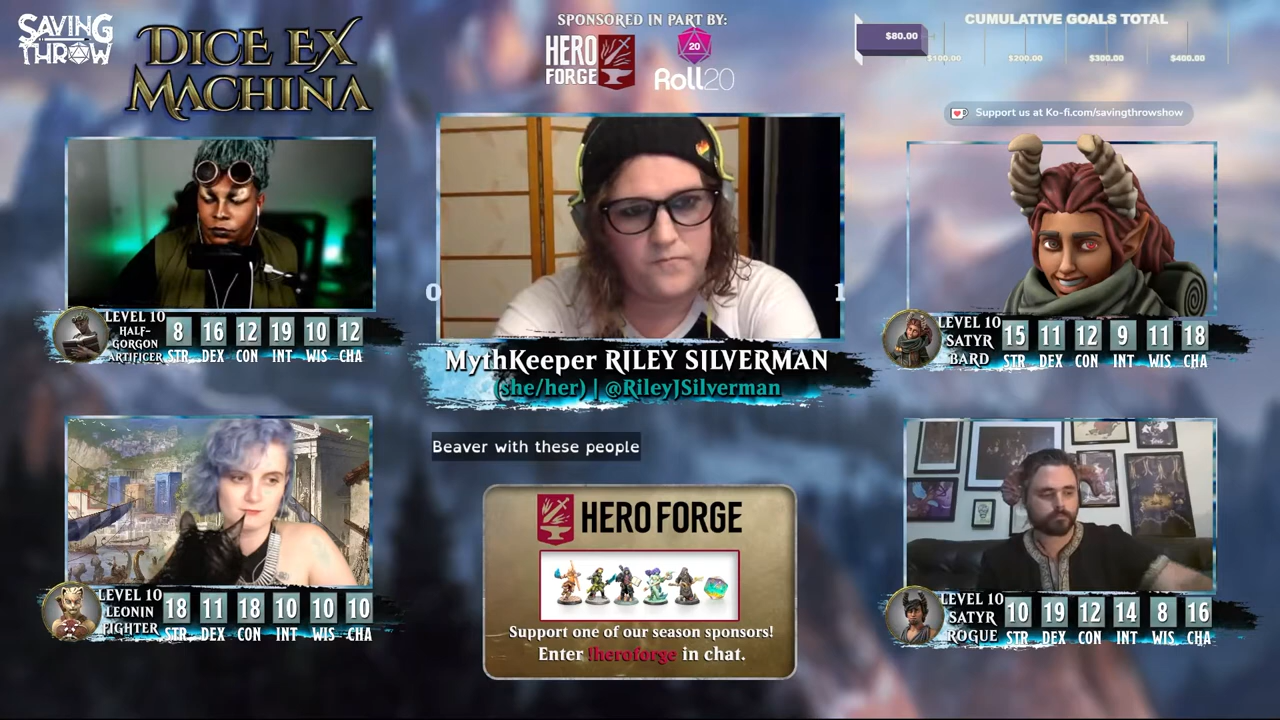 SAVING
THROW
DICE EX
MACHINA
SPONSORED IN PART BY:
HERO
FORGE
20
Roll20
CUMULATIVE GOALS TOTAL
$80.00
$100.00
$200.00
$300.00
$400.00
Support us at Ko-fi.com/savingthrowshow
0
1
LEVEL 10
HALF-
GORGON
ARTIFICER
8 16 12 19 10 12
STR DEX CON INT WIS CHA
MythKeeper RILEY SILVERMAN
(she/her) | @RileyJSilverman
LEVEL 10
SATYR
BARD
15 11 12 9 11 18
STR DEX CON INT WIS CHA
Beaver with these people
LEVEL 10
LEONIN
FIGHTER
18 11 18 10 10 10
STR DEX CON INT WIS CHA
HERO FORGE
Support one of our season sponsors!
Enter !heroforge in chat.
LEVEL 10
SATYR
ROGUE
10 19 12 14 8 16
STR DEX CON INT WIS CHA